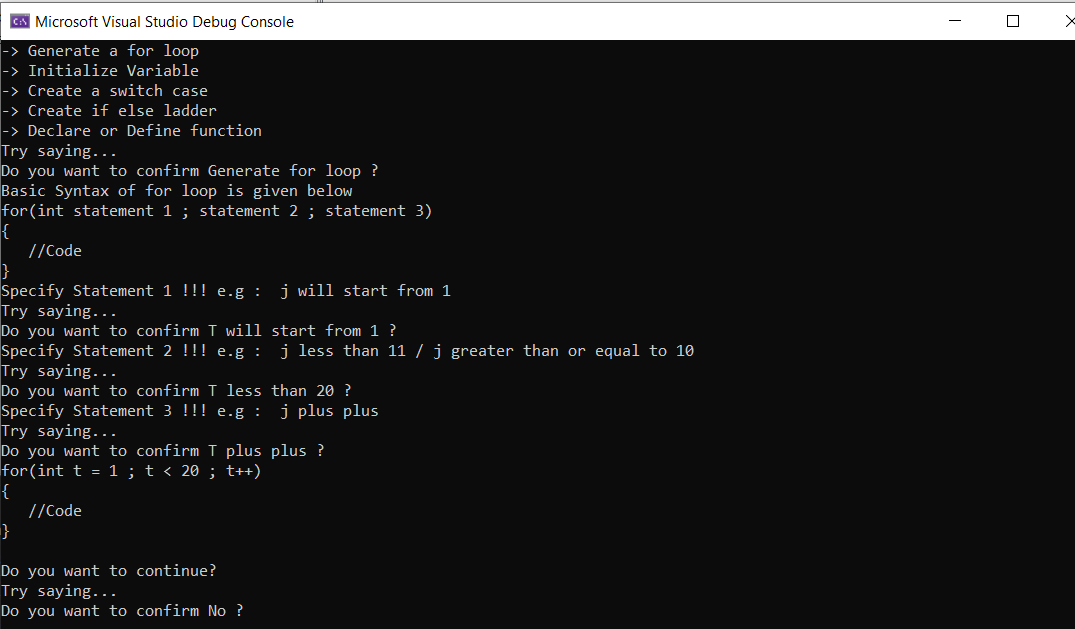 Microsoft Visual Studio Debug Console
-> Generate a for loop
-> Initialize Variable
-> Create a switch case
-> Create if else ladder
-> Declare or Define function
Try saying...
Do you want to confirm Generate for loop ?
Basic Syntax of for loop is given below
for(int statement 1 ; statement 2 ; statement 3)
{
   //Code
}
Specify Statement 1 !!! e.g :  j will start from 1
Try saying...
Do you want to confirm T will start from 1 ?
Specify Statement 2 !!! e.g :  j less than 11 / j greater than or equal to 10
Try saying...
Do you want to confirm T less than 20 ?
Specify Statement 3 !!! e.g :  j plus plus
Try saying...
Do you want to confirm T plus plus ?
for(int t = 1 ; t < 20 ; t++)
{
   //Code
}

Do you want to continue?
Try saying...
Do you want to confirm No ?